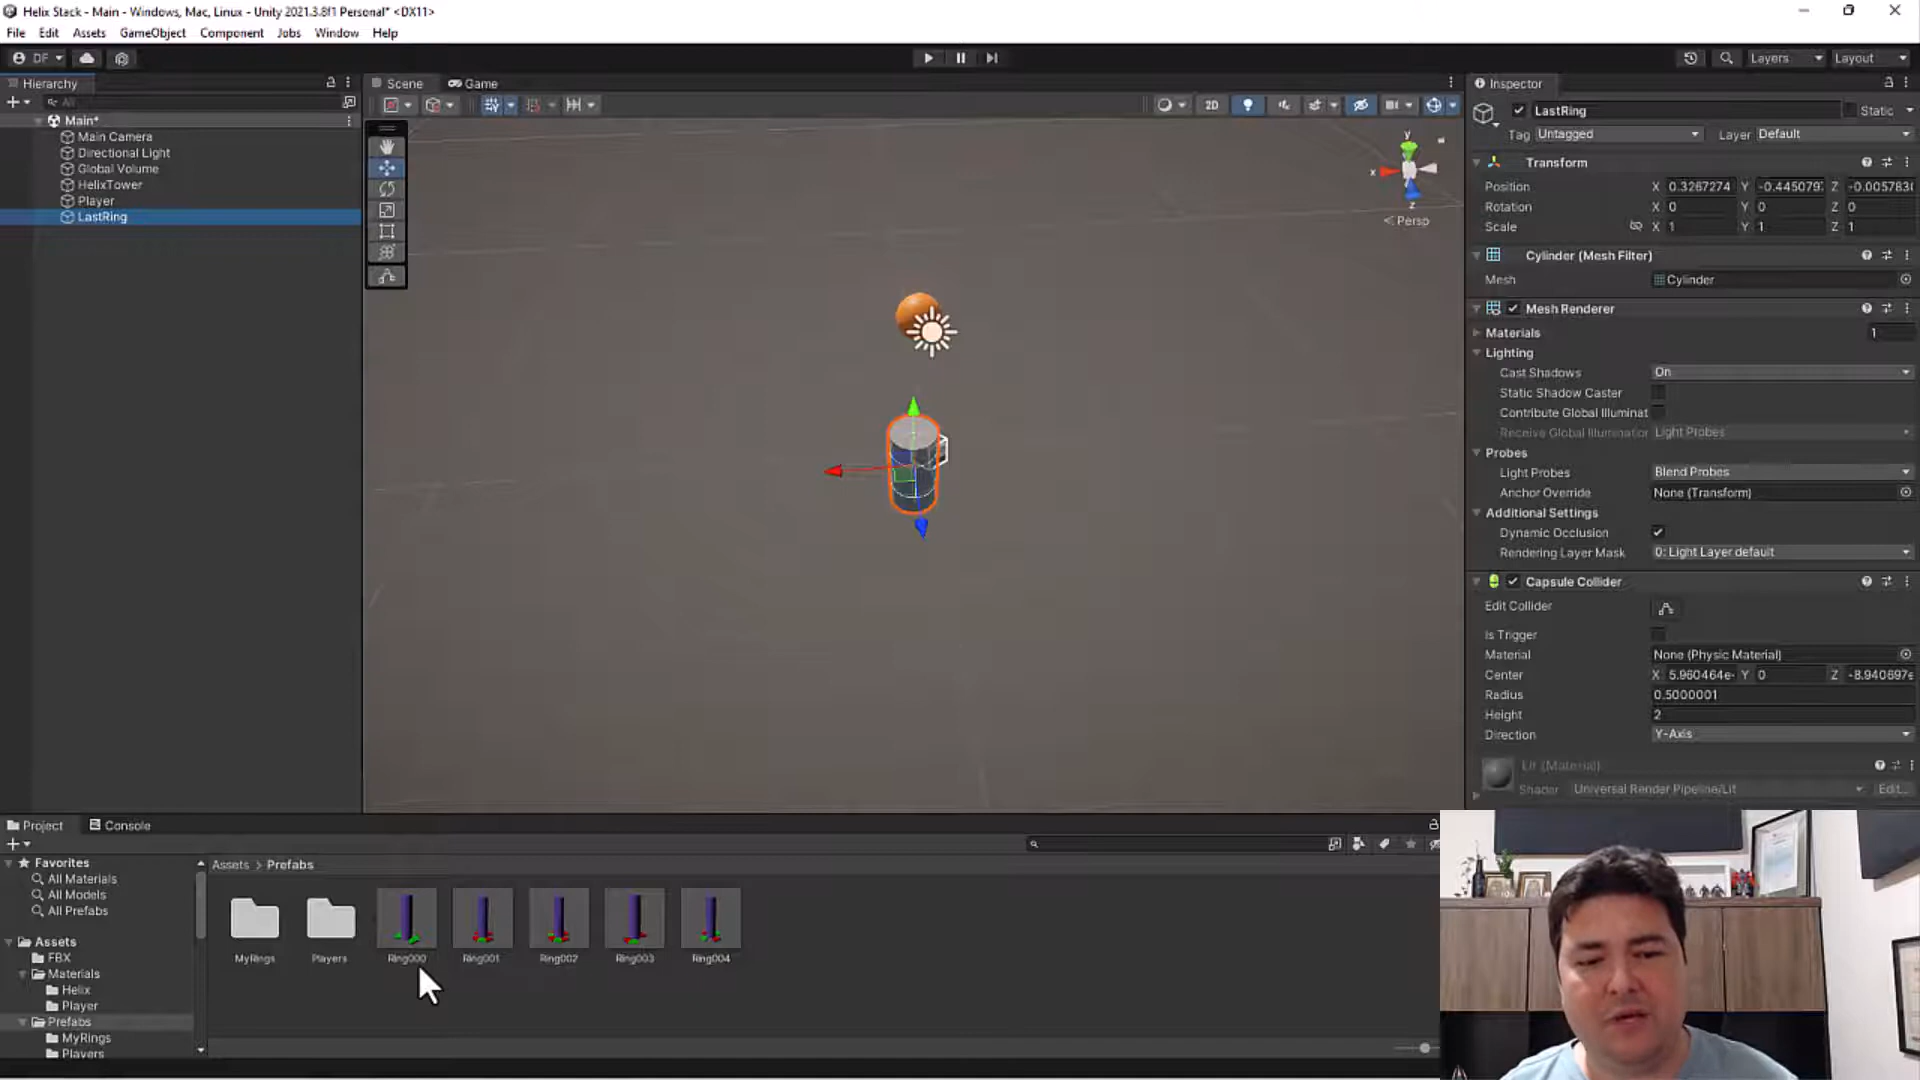 Helix Stack - Main - Windows, Mac, Linux - Unity 2021.3.8f1 Personal* <DX11>
File Edit Assets GameObject Component Jobs Window Help
DF Layers Layout
Hierarchy
All
Main*
Main Camera
Directional Light
Global Volume
HelixTower
Player
LastRing
Scene Game
2D
y
x
z
< Persp
Inspector
LastRing Static
Tag Untagged Layer Default
Transform
Position X 0.3267274 Y -0.445079 Z -0.005783
Rotation X 0 Y 0 Z 0
Scale X 1 Y 1 Z 1
Cylinder (Mesh Filter)
Mesh Cylinder
Mesh Renderer
Materials 1
Lighting
Cast Shadows On
Static Shadow Caster
Contribute Global Illuminat
Receive Global Illumination Light Probes
Probes
Light Probes Blend Probes
Anchor Override None (Transform)
Additional Settings
Dynamic Occlusion
Rendering Layer Mask 0: Light Layer default
Capsule Collider
Edit Collider
Is Trigger
Material None (Physic Material)
Center X 5.960464e- Y 0 Z -8.940697e
Radius 0.5000001
Height 2
Direction Y-Axis
Lit (Material)
Shader Universal Render Pipeline/Lit Edit...
Project Console
Favorites
All Materials
All Models
All Prefabs
Assets
FBX
Materials
Helix
Player
Prefabs
MyRings
Players
Assets > Prefabs
MyRings Players Ring000 Ring001 Ring002 Ring003 Ring004